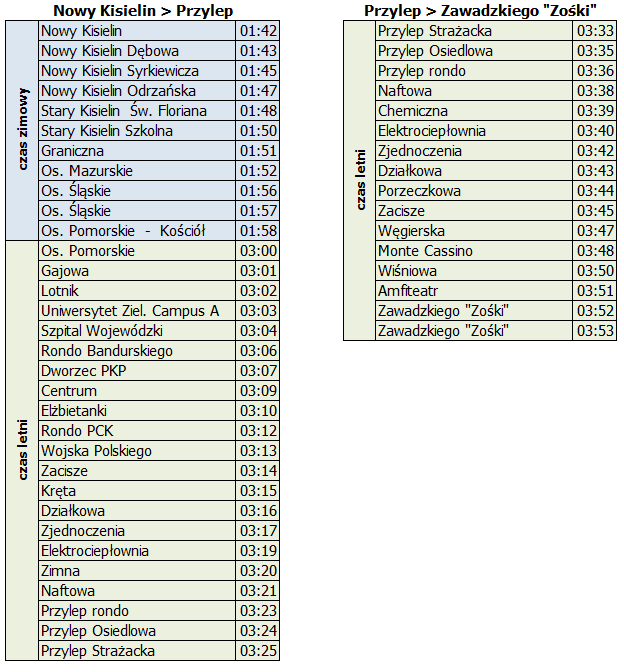 Nowy Kisielin > Przylep
czas zimowy
Nowy Kisielin 01:42
Nowy Kisielin Dębowa 01:43
Nowy Kisielin Syrkiewicza 01:45
Nowy Kisielin Odrzańska 01:47
Stary Kisielin Św. Floriana 01:48
Stary Kisielin Szkolna 01:50
Graniczna 01:51
Os. Mazurskie 01:52
Os. Śląskie 01:56
Os. Śląskie 01:57
Os. Pomorskie - Kościół 01:58
czas letni
Os. Pomorskie 03:00
Gajowa 03:01
Lotnik 03:02
Uniwersytet Ziel. Campus A 03:03
Szpital Wojewódzki 03:04
Rondo Bandurskiego 03:06
Dworzec PKP 03:07
Centrum 03:09
Elżbietanki 03:10
Rondo PCK 03:12
Wojska Polskiego 03:13
Zacisze 03:14
Kręta 03:15
Działkowa 03:16
Zjednoczenia 03:17
Elektrociepłownia 03:19
Zimna 03:20
Naftowa 03:21
Przylep rondo 03:23
Przylep Osiedlowa 03:24
Przylep Strażacka 03:25
Przylep > Zawadzkiego "Zośki"
czas letni
Przylep Strażacka 03:33
Przylep Osiedlowa 03:35
Przylep rondo 03:36
Naftowa 03:38
Chemiczna 03:39
Elektrociepłownia 03:40
Zjednoczenia 03:42
Działkowa 03:43
Porzeczkowa 03:44
Zacisze 03:45
Węgierska 03:47
Monte Cassino 03:48
Wiśniowa 03:50
Amfiteatr 03:51
Zawadzkiego "Zośki" 03:52
Zawadzkiego "Zośki" 03:53